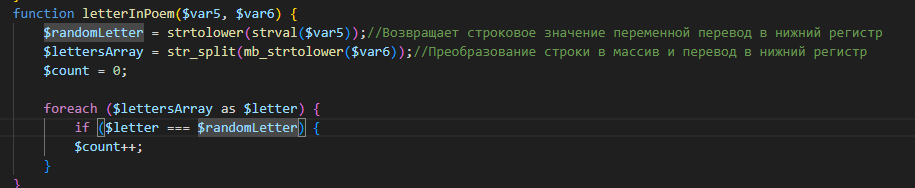 function letterInPoem($var5, $var6) {
$randomLetter = strtolower(strval($var5));//Возвращает строковое значение переменной перевод в нижний регистр
$lettersArray = str_split(mb_strtolower($var6));//Преобразование строки в массив и перевод в нижний регистр
$count = 0;
foreach ($lettersArray as $letter) {
if ($letter === $randomLetter) {
$count++;
}
}